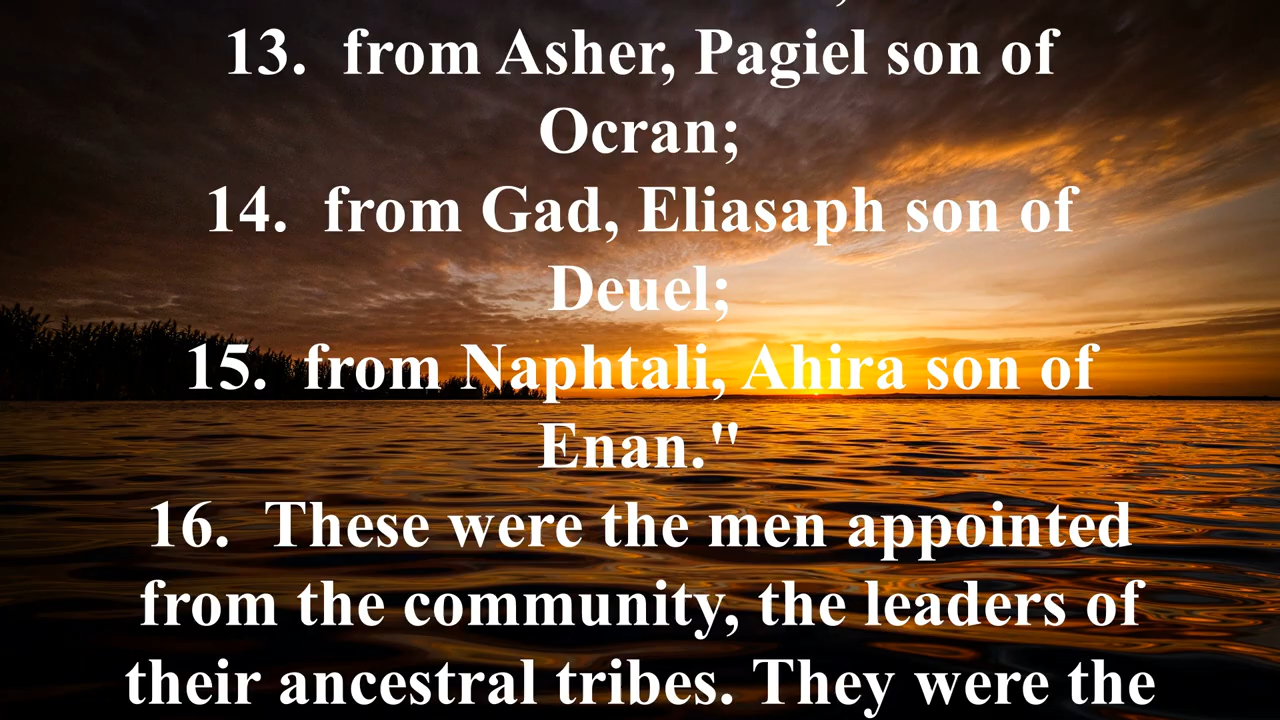 13.  from Asher, Pagiel son of
Ocran;
14.  from Gad, Eliasaph son of
Deuel;
15.  from Naphtali, Ahira son of
Enan."
16.  These were the men appointed
from the community, the leaders of
their ancestral tribes. They were the